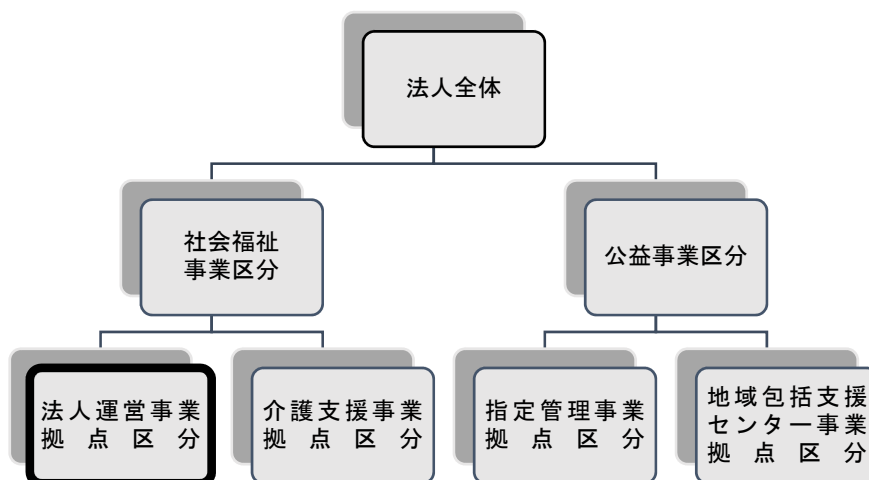 法人全体
社会福祉
事業区分
公益事業区分
法人運営事業
拠点区分
介護支援事業
拠点区分
指定管理事業
拠点区分
地域包括支援
センター事業
拠点区分